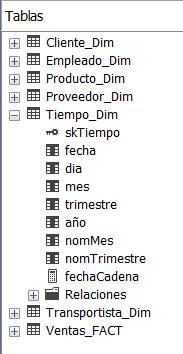 Tablas
Cliente_Dim
Empleado_Dim
Producto_Dim
Proveedor_Dim
Tiempo_Dim
skTiempo
fecha
dia
mes
trimestre
año
nomMes
nomTrimestre
fechaCadena
Relaciones
Transportista_Dim
Ventas_FACT